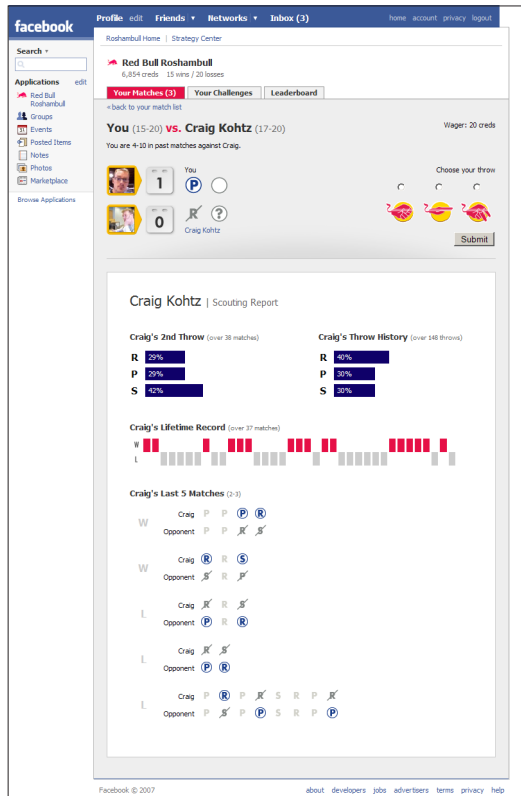 facebook
Profile edit Friends ▼ Networks ▼ Inbox (3) home account privacy logout
Roshambull Home | Strategy Center
Search ▾
Applications edit
Red Bull Roshambull
Groups
31 Events
Posted Items
Notes
Photos
Marketplace
Browse Applications
Red Bull Roshambull
6,854 creds 15 wins / 20 losses
Your Matches (3) Your Challenges Leaderboard
«back to your match list
You (15-20) vs. Craig Kohtz (17-20) Wager: 20 creds
You are 4-10 in past matches against Craig.
You Choose your throw
1 P
0 R ?
Craig Kohtz
Submit
Craig Kohtz | Scouting Report
Craig's 2nd Throw (over 38 matches)
R 29%
P 29%
S 42%
Craig's Throw History (over 148 throws)
R 40%
P 30%
S 30%
Craig's Lifetime Record (over 37 matches)
W
L
Craig's Last 5 Matches (2-3)
W
Craig P P P R
Opponent P P R S
W
Craig R R S
Opponent S R P
L
Craig R R S
Opponent P R R
L
Craig R S
Opponent P R
L
Craig P R P R S R P R
Opponent P S P P S R P P
Facebook © 2007 about developers jobs advertisers terms privacy help